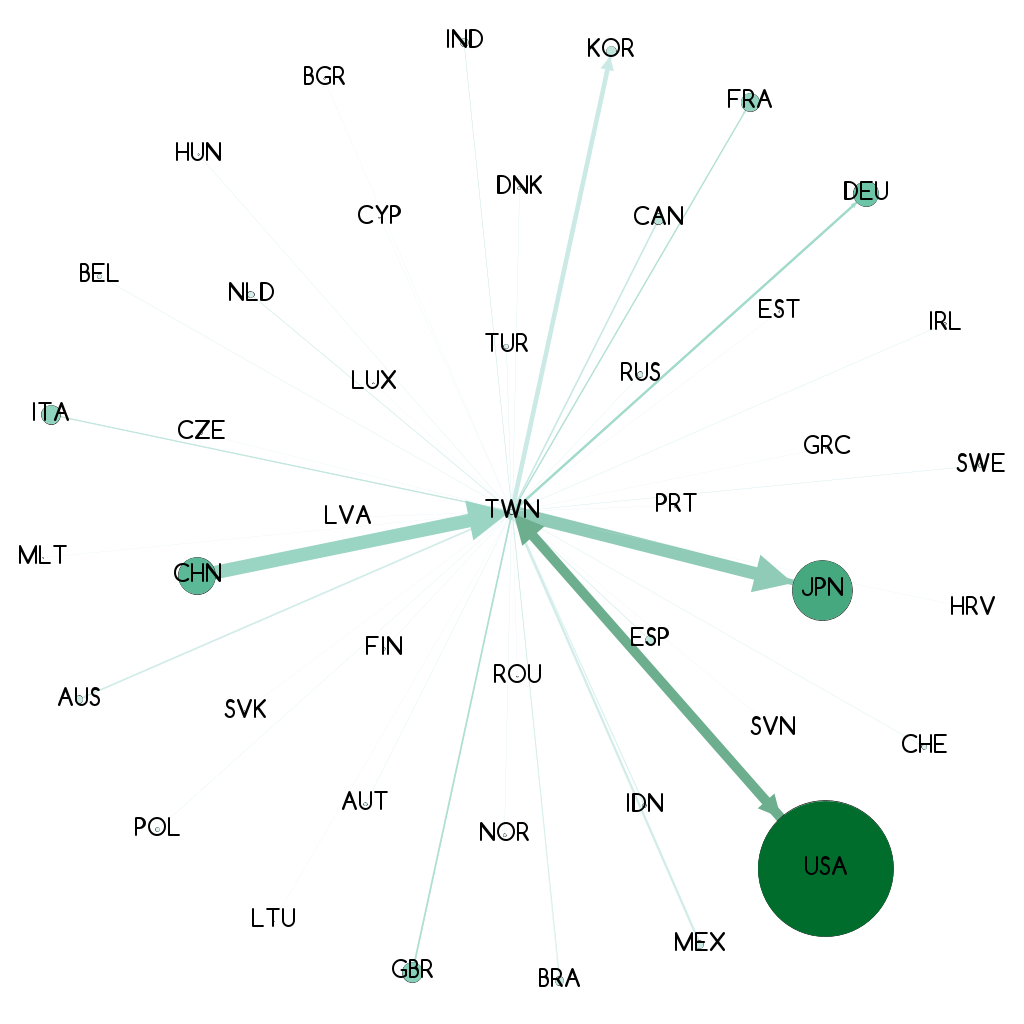 IND
KOR
BGR
FRA
HUN
DNK
DEU
CYP
CAN
BEL
NLD
EST
IRL
TUR
RUS
LUX
ITA
CZE
GRC
SWE
TWN
PRT
LVA
MLT
CHN
JPN
HRV
ESP
FIN
ROU
AUS
SVK
SVN
CHE
AUT
IDN
POL
NOR
USA
LTU
MEX
GBR
BRA